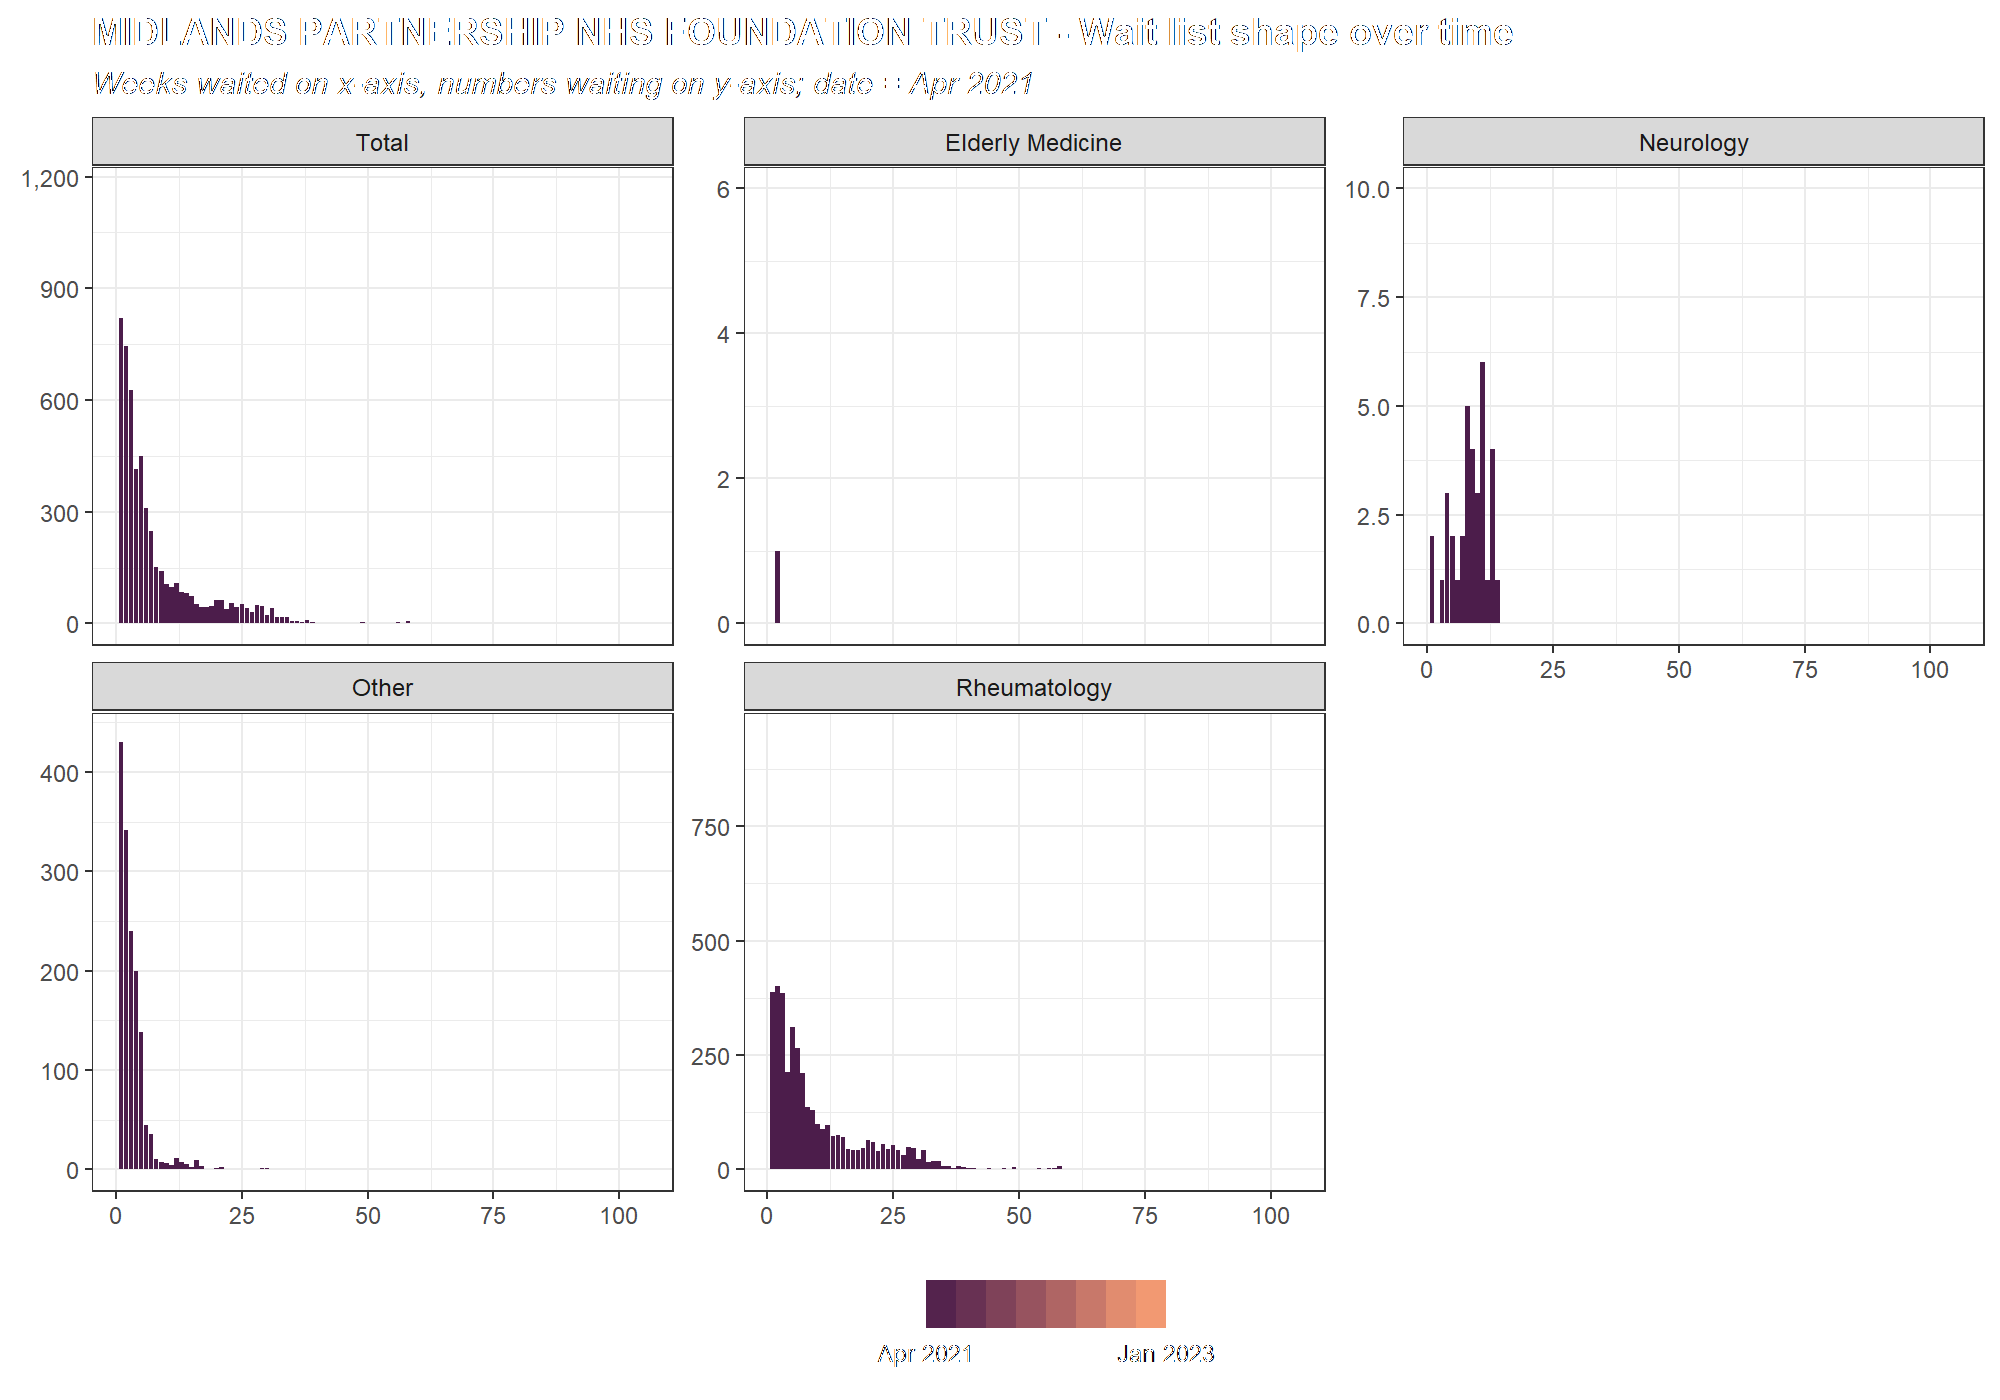 MIDLANDS PARTNERSHIP NHS FOUNDATION TRUST - Wait list shape over time
Weeks waited on x-axis, numbers waiting on y-axis; date = Apr 2021
Total
1,200
900
600
300
0
Elderly Medicine
6
4
2
0
Neurology
10.0
7.5
5.0
2.5
0.0
0 25 50 75 100
Other
400
300
200
100
0
0 25 50 75 100
Rheumatology
750
500
250
0
0 25 50 75 100
Apr 2021 Jan 2023